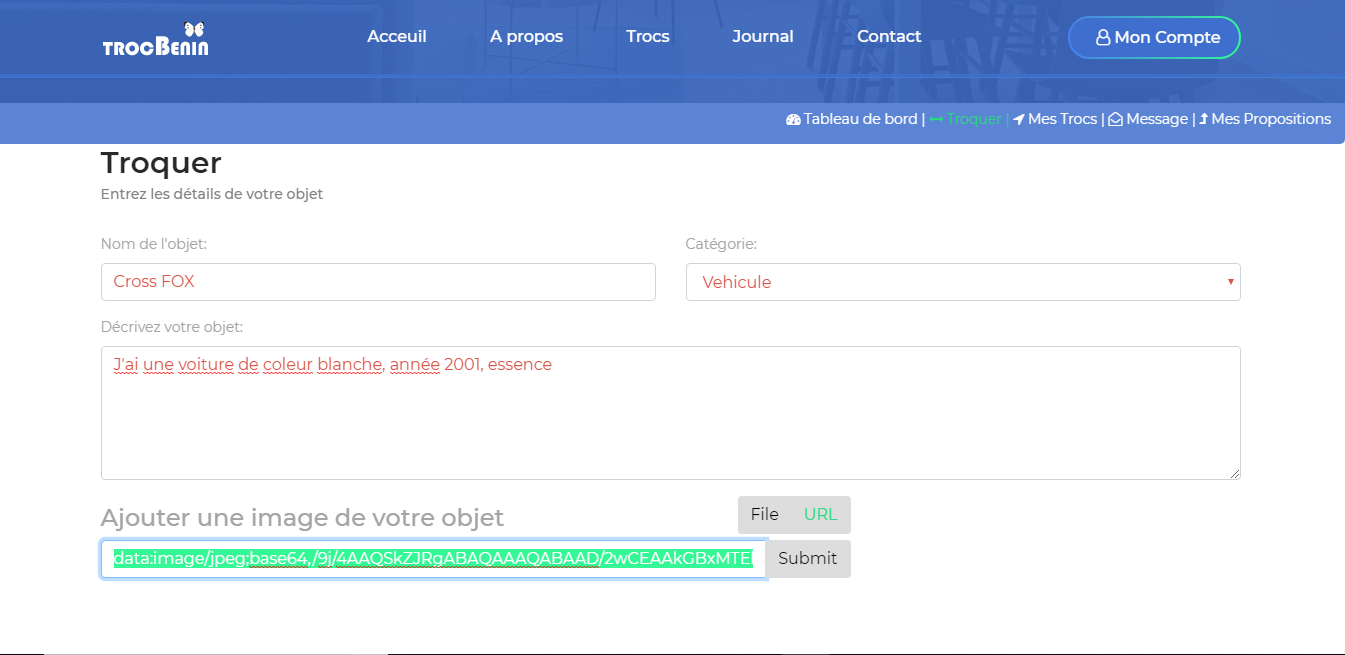 TROCBENIN
Acceuil A propos Trocs Journal Contact Mon Compte
Tableau de bord | Troquer | Mes Trocs | Message | Mes Propositions
Troquer
Entrez les détails de votre objet
Nom de l'objet: Catégorie:
Cross FOX Vehicule
Décrivez votre objet:
J'ai une voiture de coleur blanche, année 2001, essence
Ajouter une image de votre objet File URL
data:image/jpeg;base64,/9j/4AAQSkZJRgABAQAAAQABAAD/2wCEAAkGBxMTE Submit